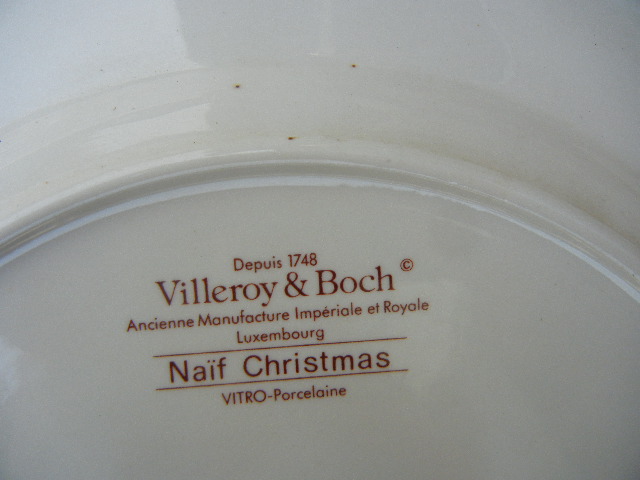 Depuis 1748
Villeroy & Boch ©
Ancienne Manufacture Impériale et Royale
Luxembourg
Naïf Christmas
VITRO-Porcelaine